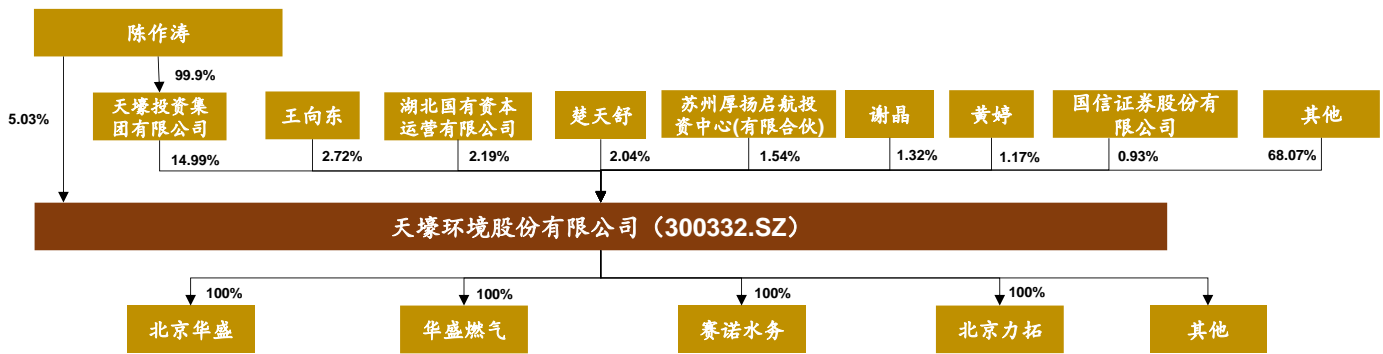 陈作涛
99.9%
5.03%
天壕投资集
团有限公司
王向东
湖北国有资本
运营有限公司
楚天舒
苏州厚扬启航投
资中心(有限合伙)
谢晶
黄婷
国信证券股份有
限公司
其他
14.99%
2.72%
2.19%
2.04%
1.54%
1.32%
1.17%
0.93%
68.07%
天壕环境股份有限公司（300332.SZ）
100%
100%
100%
100%
北京华盛
华盛燃气
赛诺水务
北京力拓
其他